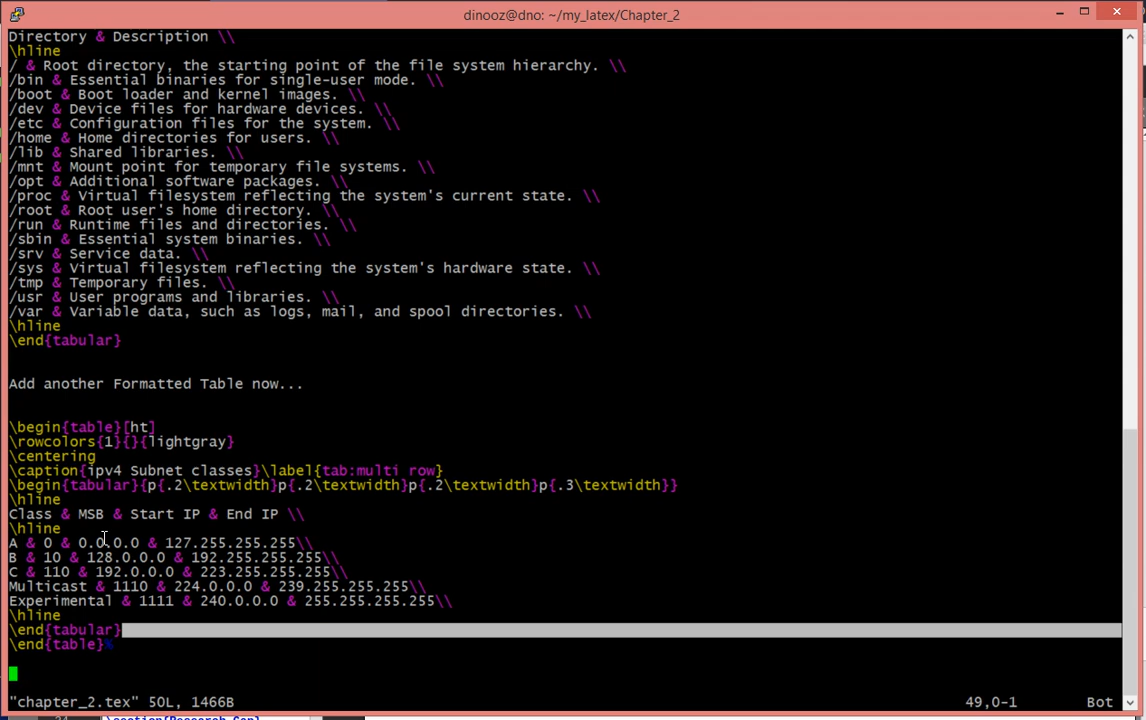 dinooz@dno: ~/my_latex/Chapter_2
Directory & Description \\
\hline
/ & Root directory, the starting point of the file system hierarchy. \\
/bin & Essential binaries for single-user mode. \\
/boot & Boot loader and kernel images. \\
/dev & Device files for hardware devices. \\
/etc & Configuration files for the system. \\
/home & Home directories for users. \\
/lib & Shared libraries. \\
/mnt & Mount point for temporary file systems. \\
/opt & Additional software packages. \\
/proc & Virtual filesystem reflecting the system's current state. \\
/root & Root user's home directory. \\
/run & Runtime files and directories. \\
/sbin & Essential system binaries. \\
/srv & Service data. \\
/sys & Virtual filesystem reflecting the system's hardware state. \\
/tmp & Temporary files. \\
/usr & User programs and libraries. \\
/var & Variable data, such as logs, mail, and spool directories. \\
\hline
\end{tabular}
Add another Formatted Table now...
\begin{table}[ht]
\rowcolors{1}{}{lightgray}
\centering
\caption{ipv4 Subnet classes}\label{tab:multi row}
\begin{tabular}{p{.2\textwidth}p{.2\textwidth}p{.2\textwidth}p{.3\textwidth}}
\hline
Class & MSB & Start IP & End IP \\
\hline
A & 0 & 0.0.0.0 & 127.255.255.255\\
B & 10 & 128.0.0.0 & 192.255.255.255\\
C & 110 & 192.0.0.0 & 223.255.255.255\\
Multicast & 1110 & 224.0.0.0 & 239.255.255.255\\
Experimental & 1111 & 240.0.0.0 & 255.255.255.255\\
\hline
\end{tabular}
\end{table}%
"chapter_2.tex" 50L, 1466B 49,0-1 Bot